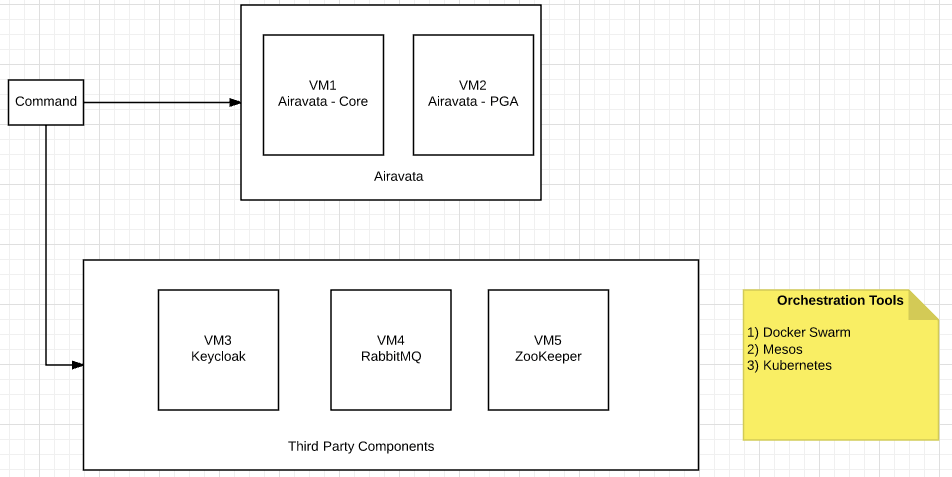 Command
VM1
Airavata - Core
VM2
Airavata - PGA
Airavata
VM3
Keycloak
VM4
RabbitMQ
VM5
ZooKeeper
Third Party Components
Orchestration Tools
1) Docker Swarm
2) Mesos
3) Kubernetes